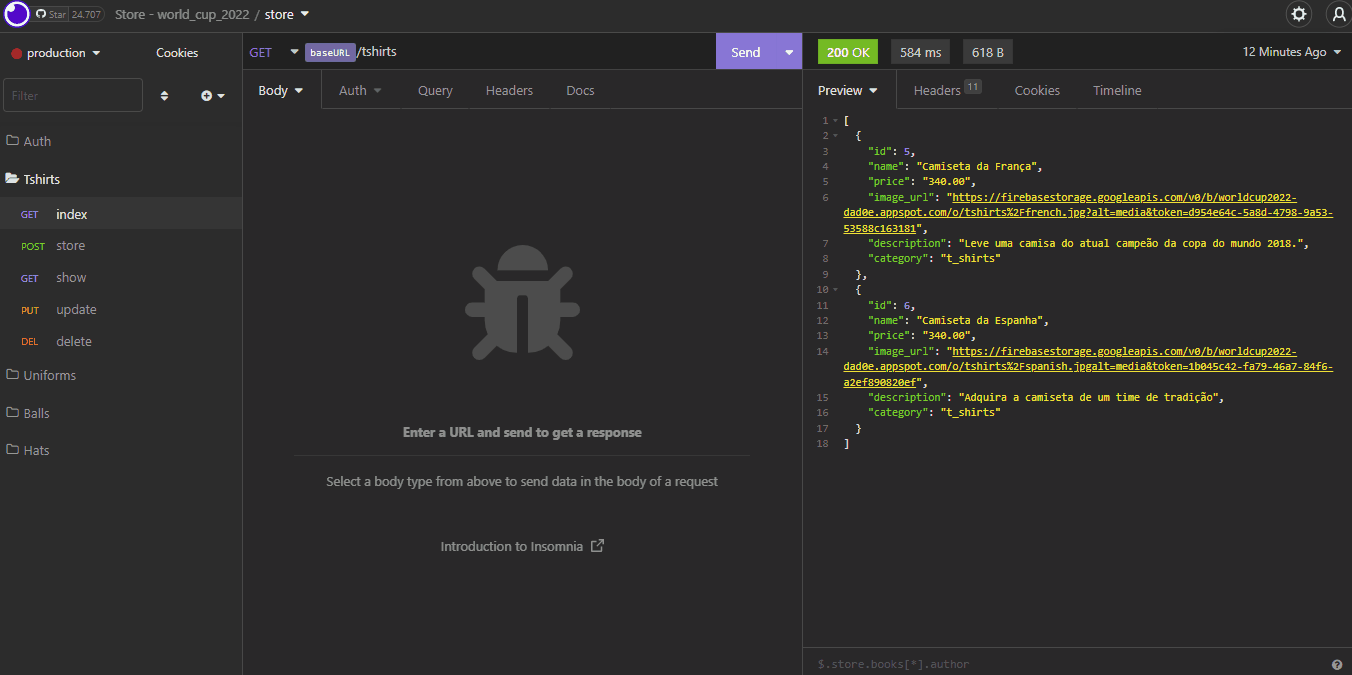 Star 24.707 Store - world_cup_2022 / store
production Cookies
GET baseURL/tshirts Send
200 OK 584 ms 618 B 12 Minutes Ago
Filter
Body Auth Query Headers Docs
Preview Headers 11 Cookies Timeline
Auth
Tshirts
GET index
POST store
GET show
PUT update
DEL delete
Uniforms
Balls
Hats
Enter a URL and send to get a response
Select a body type from above to send data in the body of a request
Introduction to Insomnia
1 [
2 {
3 "id": 5,
4 "name": "Camiseta da França",
5 "price": "340.00",
6 "image_url": "https://firebasestorage.googleapis.com/v0/b/worldcup2022-
dad0e.appspot.com/o/tshirts%2Ffrench.jpg?alt=media&token=d954e64c-5a8d-4798-9a53-
53588c163181",
7 "description": "Leve uma camisa do atual campeão da copa do mundo 2018.",
8 "category": "t_shirts"
9 },
10 {
11 "id": 6,
12 "name": "Camiseta da Espanha",
13 "price": "340.00",
14 "image_url": "https://firebasestorage.googleapis.com/v0/b/worldcup2022-
dad0e.appspot.com/o/tshirts%2Fspanish.jpgalt=media&token=1b045c42-fa79-46a7-84f6-
a2ef890820ef",
15 "description": "Adquira a camiseta de um time de tradição",
16 "category": "t_shirts"
17 }
18 ]
$.store.books[*].author